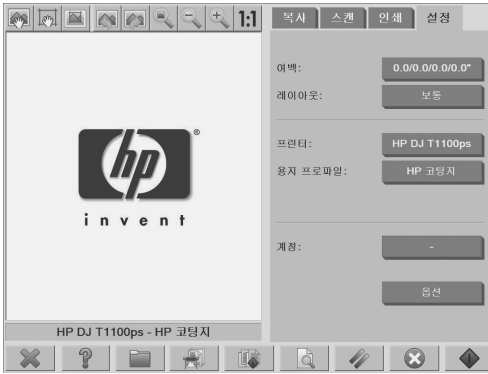 1:1
복사 스캔 인쇄 설정
여백: 0.0/0.0/0.0/0.0"
레이아웃: 보통
hp ®
invent
프린터: HP DJ T1100ps
용지 프로파일: HP 코팅지
계정: -
옵션
HP DJ T1100ps - HP 코팅지